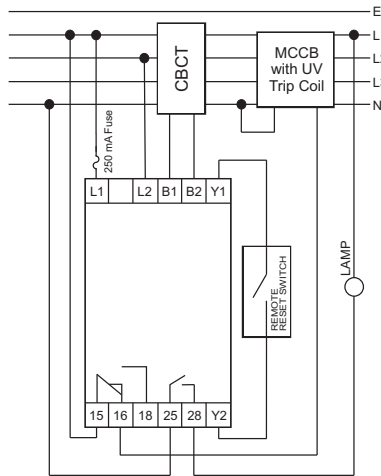 E
L
L2
L3
N
CBCT
MCCB
with UV
Trip Coil
250 mA Fuse
L1 L2 B1 B2 Y1
REMOTE
RESET SWITCH
LAMP
15 16 18 25 28 Y2